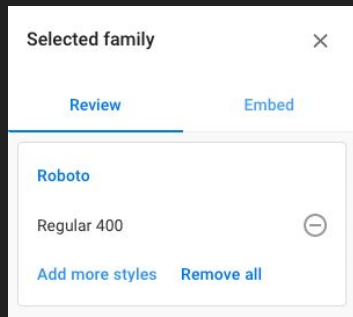 Selected family
Review Embed
Roboto
Regular 400
Add more styles Remove all